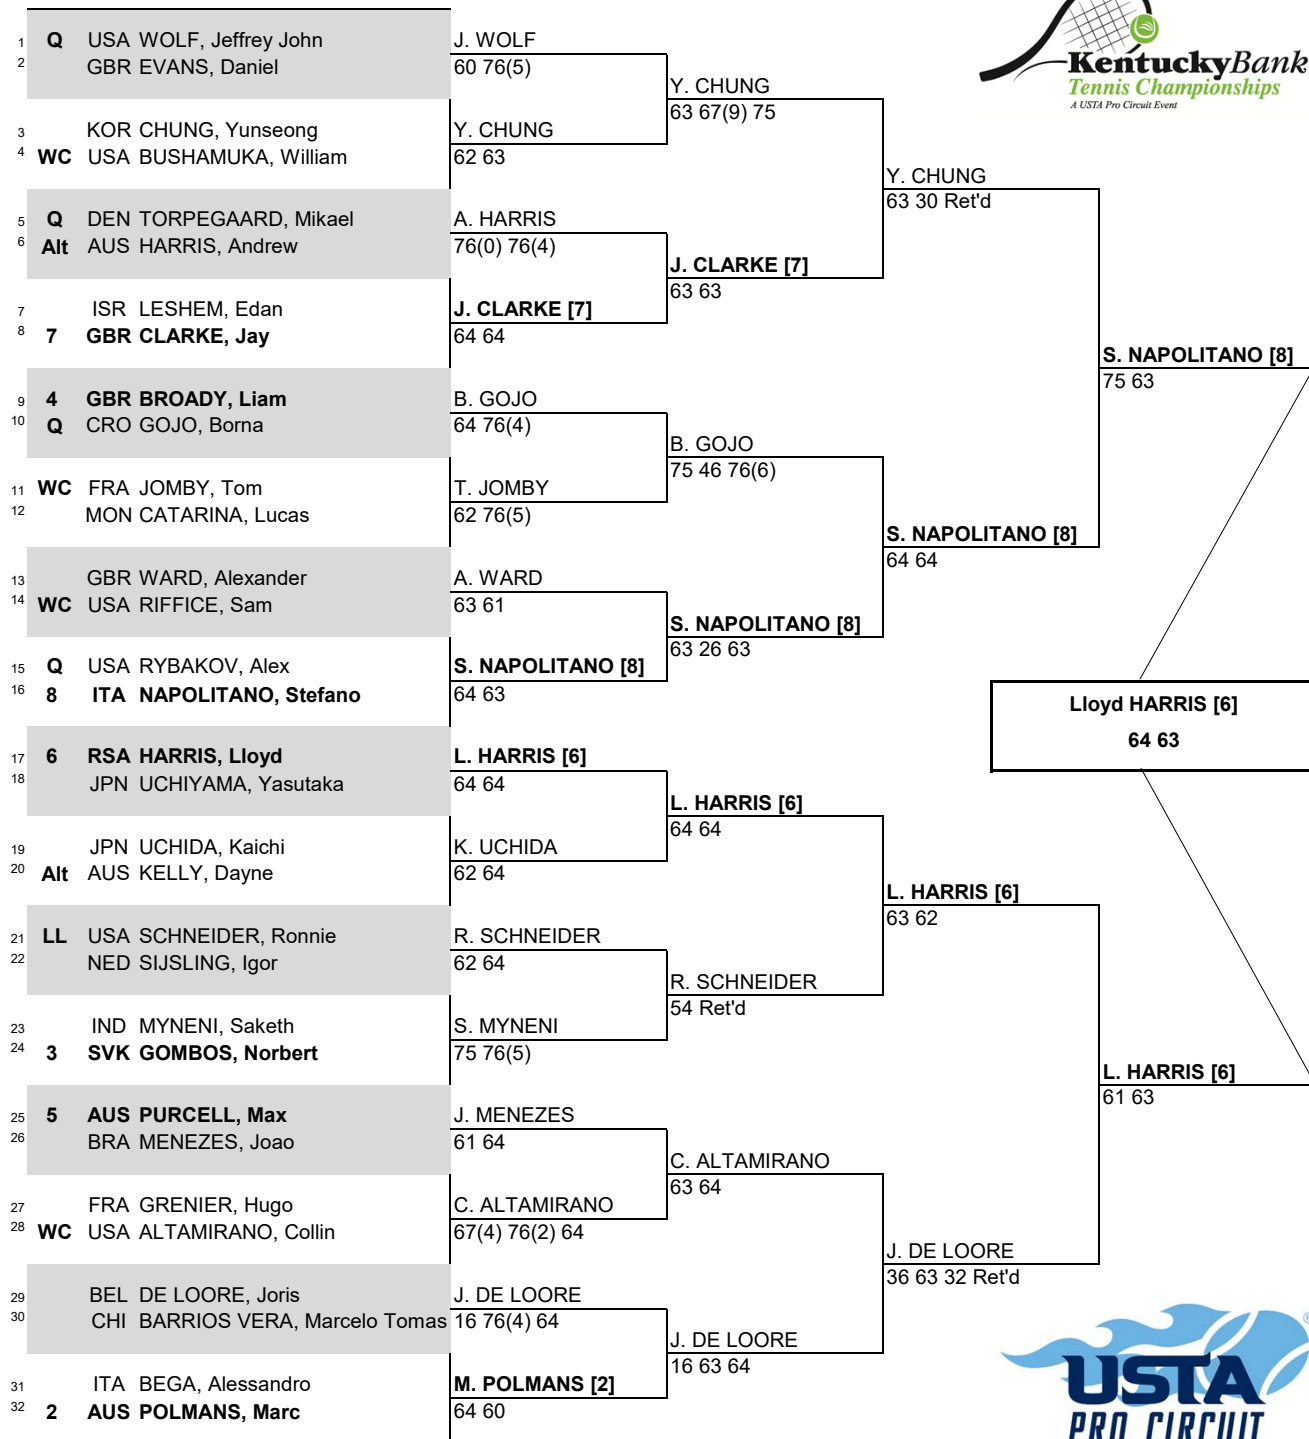 KentuckyBank
Tennis Championships
A USTA Pro Circuit Event
1 Q USA WOLF, Jeffrey John
2 GBR EVANS, Daniel
3 KOR CHUNG, Yunseong
4 WC USA BUSHAMUKA, William
5 Q DEN TORPEGAARD, Mikael
6 Alt AUS HARRIS, Andrew
7 ISR LESHEM, Edan
8 7 GBR CLARKE, Jay
9 4 GBR BROADY, Liam
10 Q CRO GOJO, Borna
11 WC FRA JOMBY, Tom
12 MON CATARINA, Lucas
13 GBR WARD, Alexander
14 WC USA RIFFICE, Sam
15 Q USA RYBAKOV, Alex
16 8 ITA NAPOLITANO, Stefano
17 6 RSA HARRIS, Lloyd
18 JPN UCHIYAMA, Yasutaka
19 JPN UCHIDA, Kaichi
20 Alt AUS KELLY, Dayne
21 LL USA SCHNEIDER, Ronnie
22 NED SIJSLING, Igor
23 IND MYNENI, Saketh
24 3 SVK GOMBOS, Norbert
25 5 AUS PURCELL, Max
26 BRA MENEZES, Joao
27 FRA GRENIER, Hugo
28 WC USA ALTAMIRANO, Collin
29 BEL DE LOORE, Joris
30 CHI BARRIOS VERA, Marcelo Tomas
31 ITA BEGA, Alessandro
32 2 AUS POLMANS, Marc
J. WOLF
60 76(5)
Y. CHUNG
62 63
A. HARRIS
76(0) 76(4)
J. CLARKE [7]
64 64
B. GOJO
64 76(4)
T. JOMBY
62 76(5)
A. WARD
63 61
S. NAPOLITANO [8]
64 63
L. HARRIS [6]
64 64
K. UCHIDA
62 64
R. SCHNEIDER
62 64
S. MYNENI
75 76(5)
J. MENEZES
61 64
C. ALTAMIRANO
67(4) 76(2) 64
J. DE LOORE
16 76(4) 64
M. POLMANS [2]
64 60
Y. CHUNG
63 67(9) 75
J. CLARKE [7]
63 63
B. GOJO
75 46 76(6)
S. NAPOLITANO [8]
63 26 63
L. HARRIS [6]
64 64
R. SCHNEIDER
54 Ret'd
C. ALTAMIRANO
63 64
J. DE LOORE
16 63 64
Y. CHUNG
63 30 Ret'd
S. NAPOLITANO [8]
64 64
L. HARRIS [6]
63 62
J. DE LOORE
36 63 32 Ret'd
S. NAPOLITANO [8]
75 63
L. HARRIS [6]
61 63
Lloyd HARRIS [6]
64 63
USTA
PRO CIRCUIT